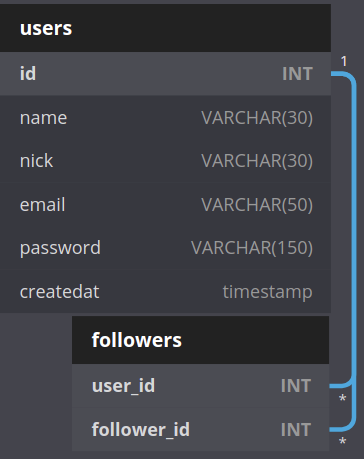 users
1
id INT
name VARCHAR(30)
nick VARCHAR(30)
email VARCHAR(50)
password VARCHAR(150)
createdat timestamp
followers
user_id INT
*
follower_id INT
*